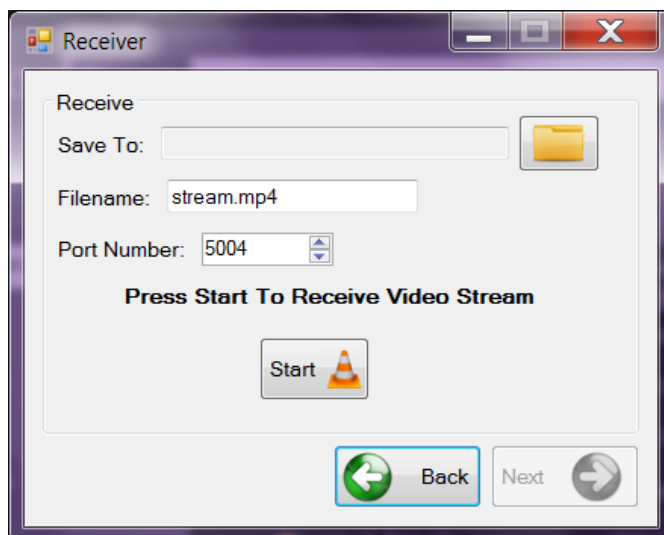 Receiver
Receive
Save To:
Filename: stream.mp4
Port Number: 5004
Press Start To Receive Video Stream
Start
Back Next